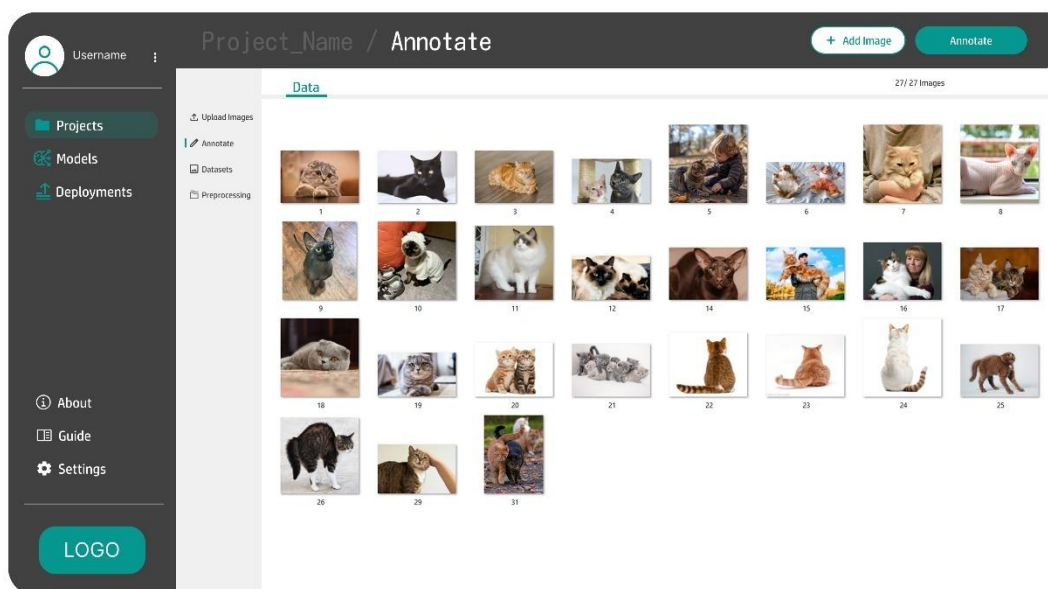 Username
Project_Name / Annotate
+ Add Image
Annotate
Projects
Models
Deployments
About
Guide
Settings
LOGO
Upload Images
Annotate
Datasets
Preprocessing
Data
27/ 27 Images
1 2 3 4 5 6 7 8
9 10 11 12 14 15 16 17
18 19 20 21 22 23 24 25
26 29 31